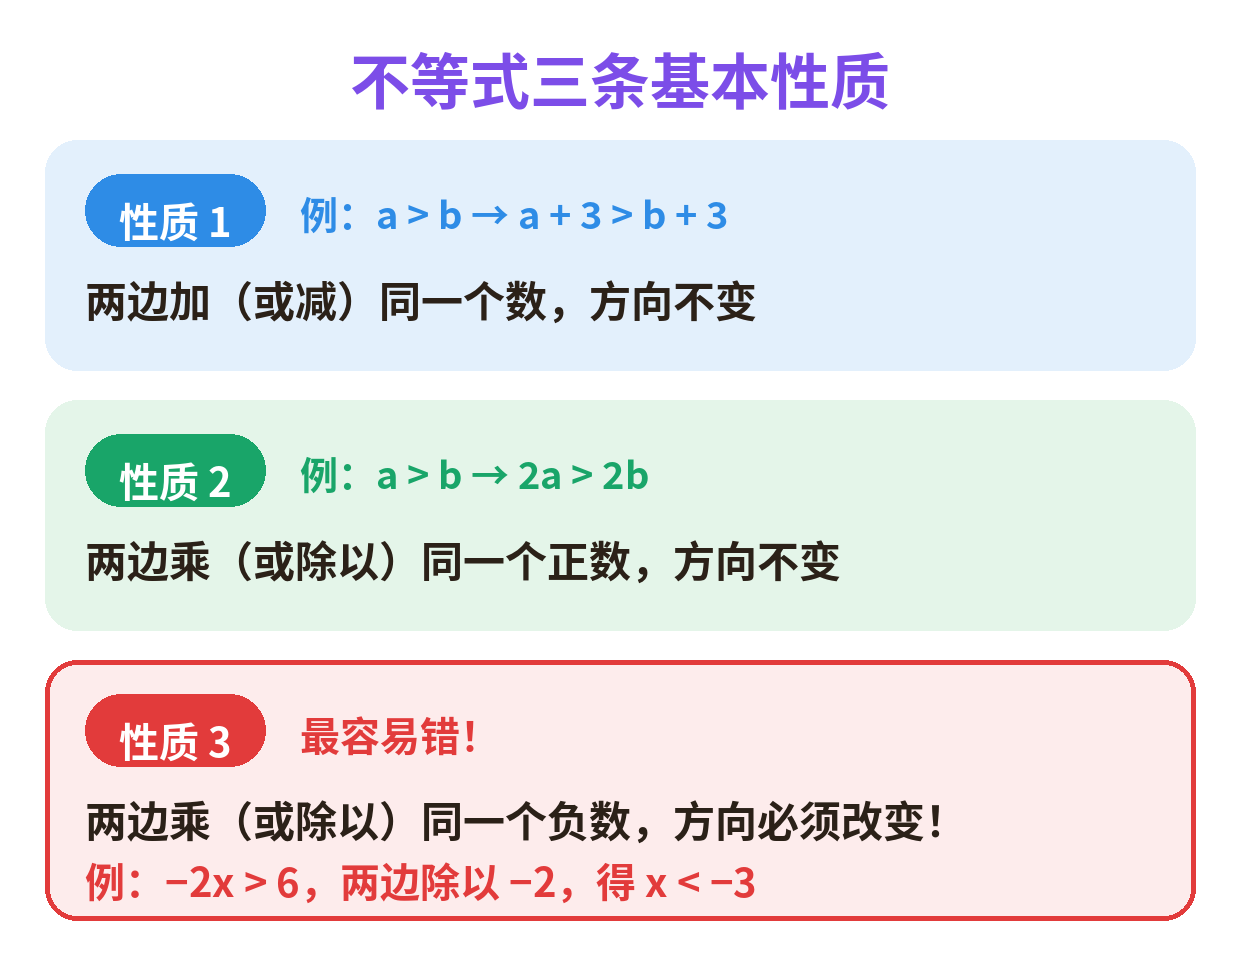 不等式三条基本性质
性质 1
例：a > b → a + 3 > b + 3
两边加（或减）同一个数，方向不变
性质 2
例：a > b → 2a > 2b
两边乘（或除以）同一个正数，方向不变
性质 3
最容易错！
两边乘（或除以）同一个负数，方向必须改变！
例：−2x > 6，两边除以 −2，得 x < −3